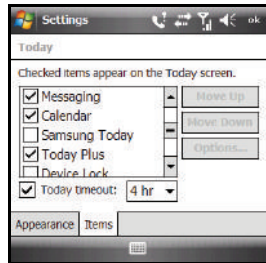 Settings
ok
Today
Checked items appear on the Today screen.
Messaging
Calendar
Samsung Today
Today Plus
Device Lock
Move Up
Move Down
Options...
Today timeout: 4 hr
Appearance Items